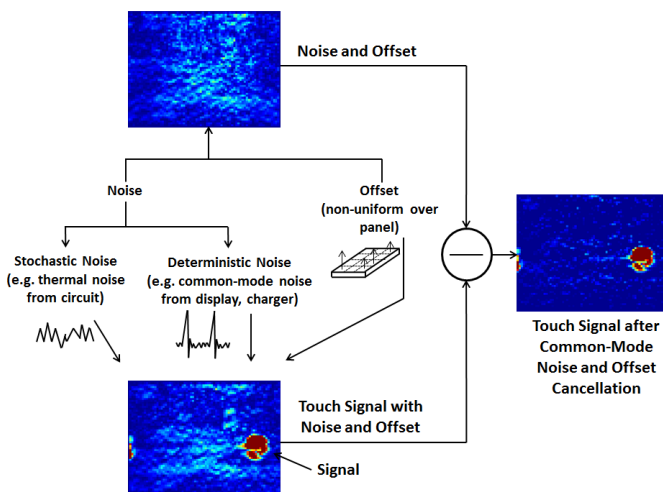 Noise and Offset
Noise
Offset
(non-uniform over
panel)
Stochastic Noise
(e.g. thermal noise
from circuit)
Deterministic Noise
(e.g. common-mode noise
from display, charger)
Touch Signal after
Common-Mode
Noise and Offset
Cancellation
Touch Signal with
Noise and Offset
Signal